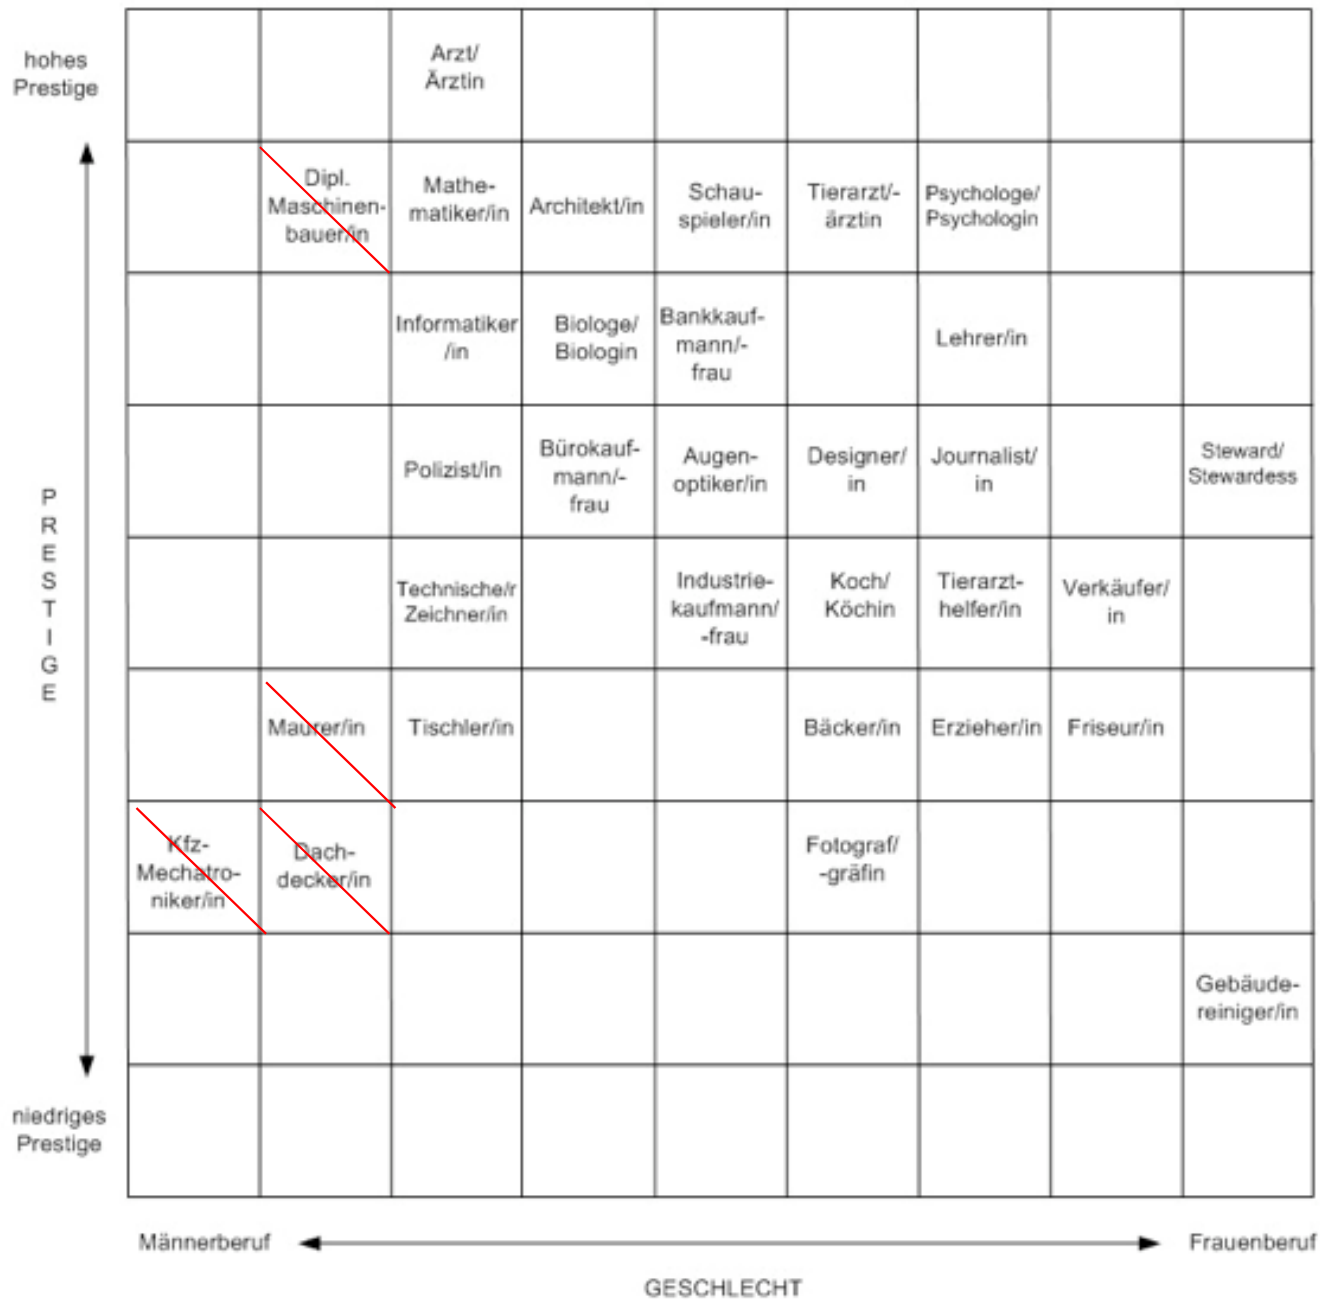 hohes
Prestige
Arzt/
Ärztin
Dipl.
Maschinen-
bauer/in
Mathe-
matiker/in
Architekt/in
Schau-
spieler/in
Tierarzt/-
ärztin
Psychologe/
Psychologin
Informatiker
/in
Biologe/
Biologin
Bankkauf-
mann/-
frau
Lehrer/in
Polizist/in
Bürokauf-
mann/-
frau
Augen-
optiker/in
Designer/
in
Journalist/
in
Steward/
Stewardess
PRESTIGE
Technische/r
Zeichner/in
Industrie-
kaufmann/
-frau
Koch/
Köchin
Tierarzt-
helfer/in
Verkäufer/
in
Maurer/in
Tischler/in
Bäcker/in
Erzieher/in
Friseur/in
Kfz-
Mechatro-
niker/in
Dach-
decker/in
Fotograf/
-gräfin
Gebäude-
reiniger/in
niedriges
Prestige
Männerberuf
Frauenberuf
GESCHLECHT